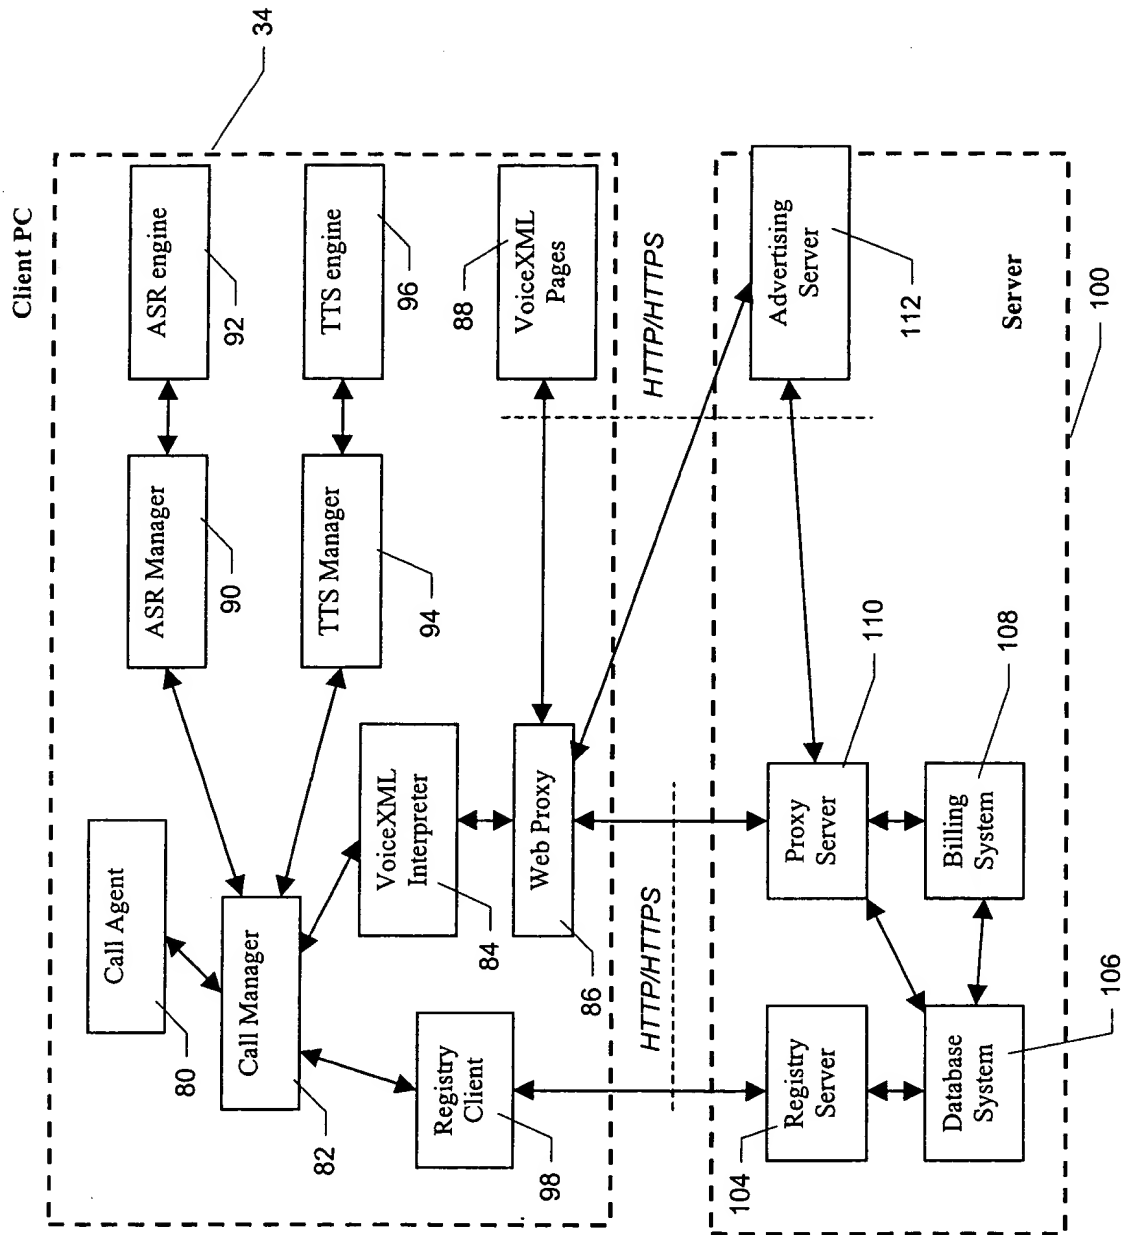 Client PC
34
Call Agent
80
Call Manager
82
ASR Manager
90
ASR engine
92
TTS Manager
94
TTS engine
96
VoiceXML
Interpreter
84
Registry
Client
98
Web Proxy
86
VoiceXML
Pages
88
HTTP/HTTPS
HTTP/HTTPS
Registry
Server
104
Proxy
Server
110
Advertising
Server
112
Database
System
106
Billing
System
108
Server
100